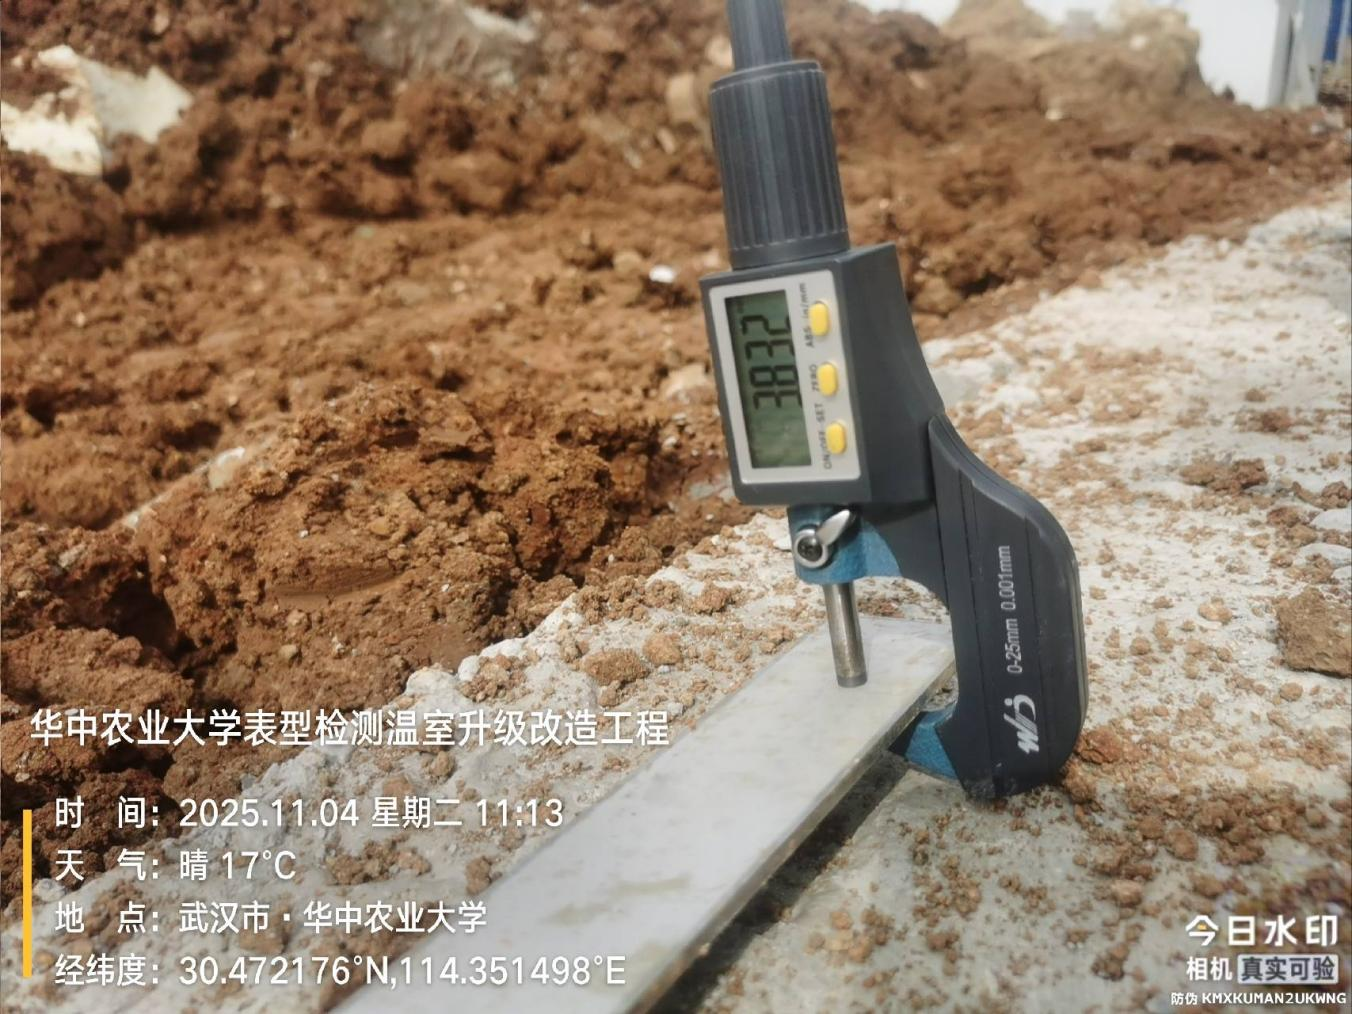 3.832
ABS in/mm
ZERO
ON/OFF SET
0-25mm 0.001mm
华中农业大学表型检测温室升级改造工程
时 间：2025.11.04 星期二 11:13
天 气：晴 17°C
地 点：武汉市·华中农业大学
经纬度：30.472176°N,114.351498°E
今日水印
相机 真实可验
防伪 KMXKUMAN2UKWNG